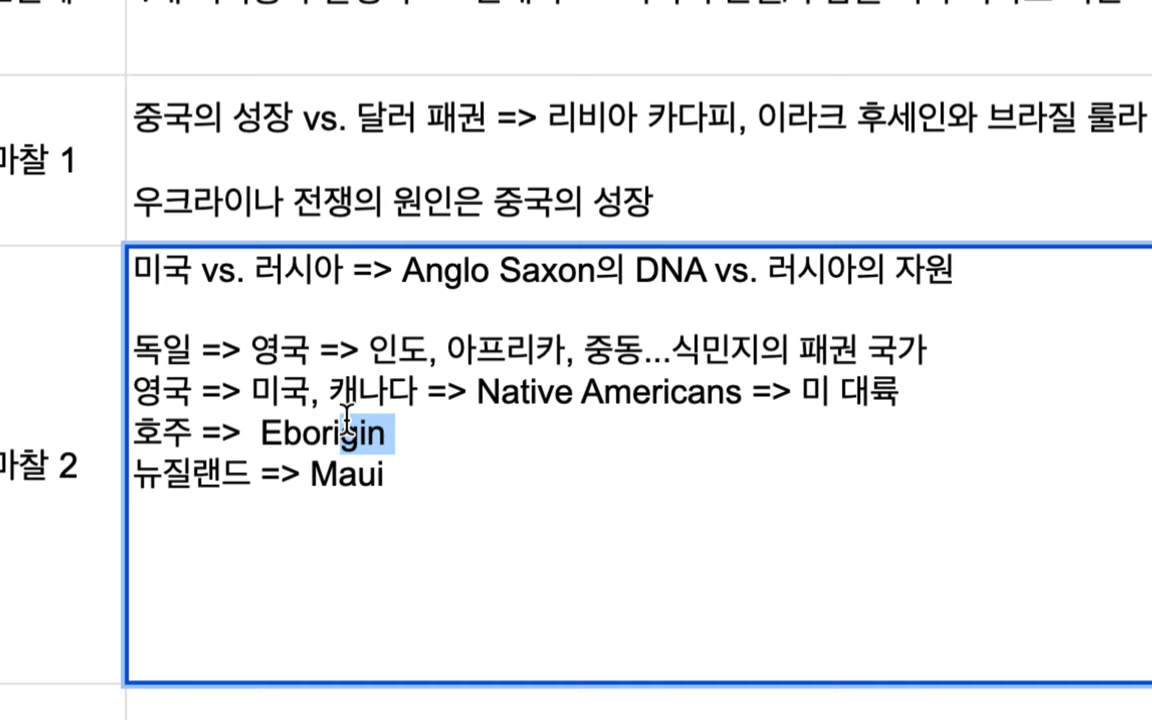 중국의 성장 vs. 달러 패권 => 리비아 카다피, 이라크 후세인와 브라질 룰라
마찰 1
우크라이나 전쟁의 원인은 중국의 성장
미국 vs. 러시아 => Anglo Saxon의 DNA vs. 러시아의 자원
독일 => 영국 => 인도, 아프리카, 중동...식민지의 패권 국가
영국 => 미국, 캐나다 => Native Americans => 미 대륙
호주 => Eborigin
마찰 2
뉴질랜드 => Maui